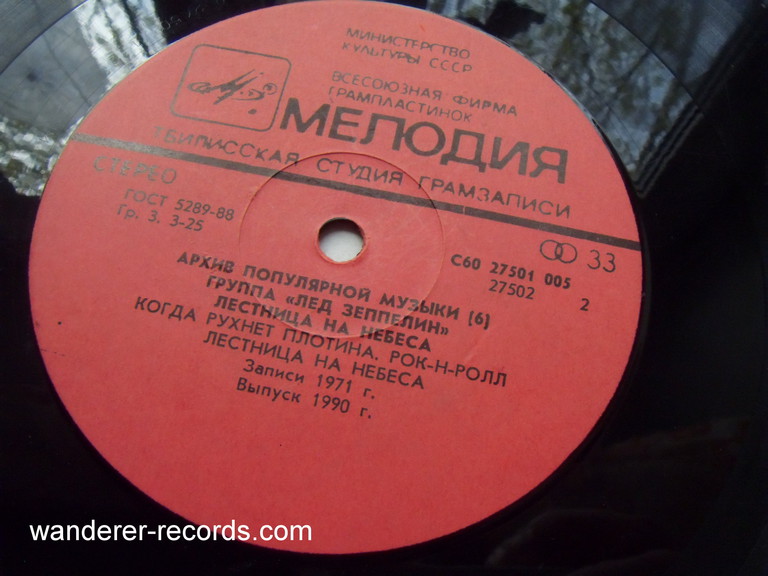 МИНИСТЕРСТВО
КУЛЬТУРЫ СССР
ВСЕСОЮЗНАЯ ФИРМА
ГРАМПЛАСТИНОК
МЕЛОДИЯ
ТБИЛИССКАЯ СТУДИЯ ГРАМЗАПИСИ
СТЕРЕО
33
ГОСТ 5289-88
Гр. 3. 3-25
С60 27501 005
27502
2
АРХИВ ПОПУЛЯРНОЙ МУЗЫКИ (6)
ГРУППА «ЛЕД ЗЕППЕЛИН»
ЛЕСТНИЦА НА НЕБЕСА
КОГДА РУХНЕТ ПЛОТИНА. РОК-Н-РОЛЛ
ЛЕСТНИЦА НА НЕБЕСА
Записи 1971 г.
Выпуск 1990 г.
wanderer-records.com